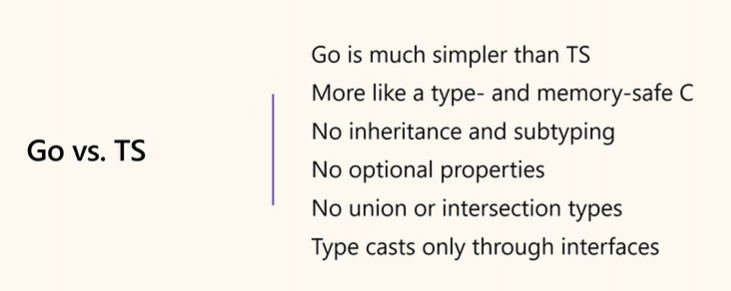 Go vs. TS
Go is much simpler than TS
More like a type- and memory-safe C
No inheritance and subtyping
No optional properties
No union or intersection types
Type casts only through interfaces